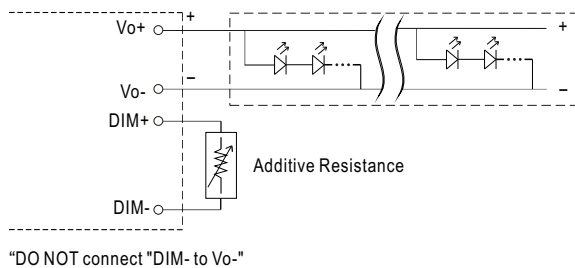 Vo+
+
+
−
Vo-
−
DIM+
Additive Resistance
DIM-
“DO NOT connect "DIM- to Vo-"